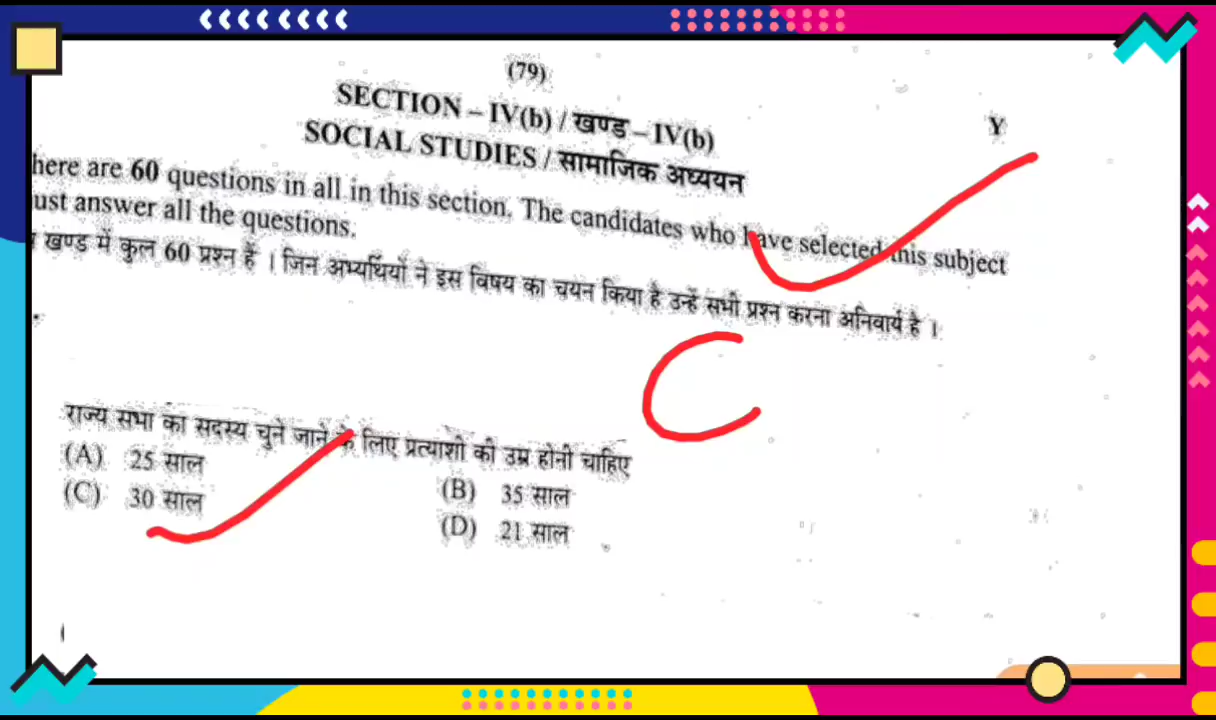 (79)
SECTION – IV(b) / खण्ड – IV(b)
Y
SOCIAL STUDIES / सामाजिक अध्ययन
here are 60 questions in all in this section. The candidates who have selected this subject
ust answer all the questions.
खण्ड में कुल 60 प्रश्न हैं । जिन अभ्यर्थियों ने इस विषय का चयन किया है उन्हें सभी प्रश्न करना अनिवार्य है ।
राज्य सभा का सदस्य चुने जाने के लिए प्रत्याशी की उम्र होनी चाहिए
(A) 25 साल
(B) 35 साल
(C) 30 साल
(D) 21 साल